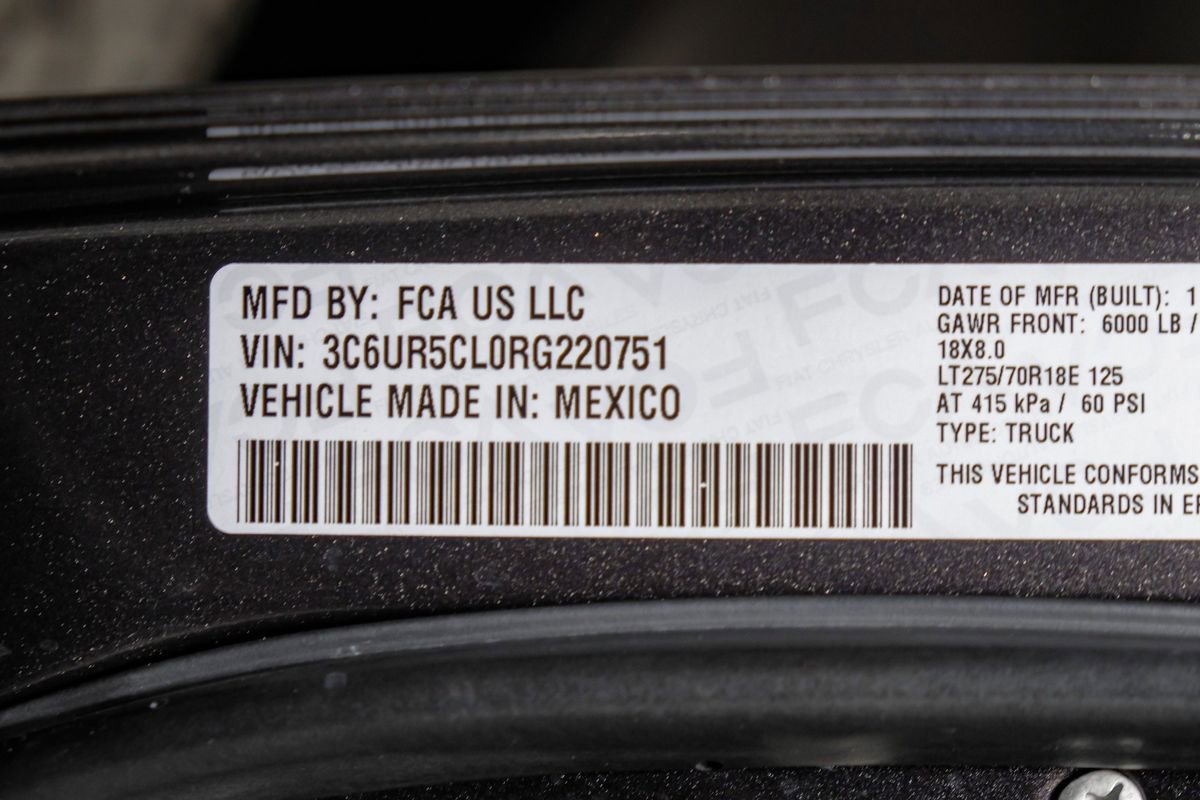 MFD BY: FCA US LLC
VIN: 3C6UR5CL0RG220751
VEHICLE MADE IN: MEXICO
DATE OF MFR (BUILT): 1
GAWR FRONT: 6000 LB /
18X8.0
LT275/70R18E 125
AT 415 kPa / 60 PSI
TYPE: TRUCK
THIS VEHICLE CONFORMS
STANDARDS IN